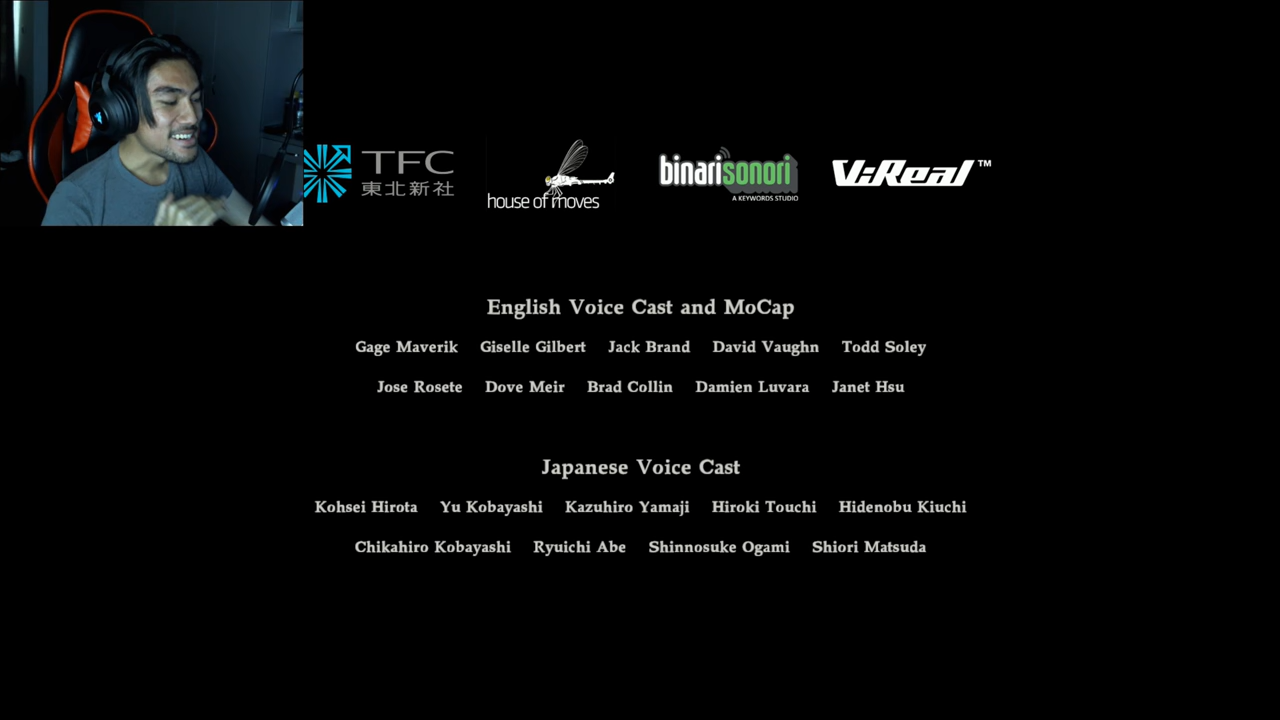 TFC
東北新社
house of moves
binarisonori
A KEYWORDS STUDIO
V:Real™
English Voice Cast and MoCap
Gage Maverik Giselle Gilbert Jack Brand David Vaughn Todd Soley
Jose Rosete Dove Meir Brad Collin Damien Luvara Janet Hsu
Japanese Voice Cast
Kohsei Hirota Yu Kobayashi Kazuhiro Yamaji Hiroki Touchi Hidenobu Kiuchi
Chikahiro Kobayashi Ryuichi Abe Shinnosuke Ogami Shiori Matsuda